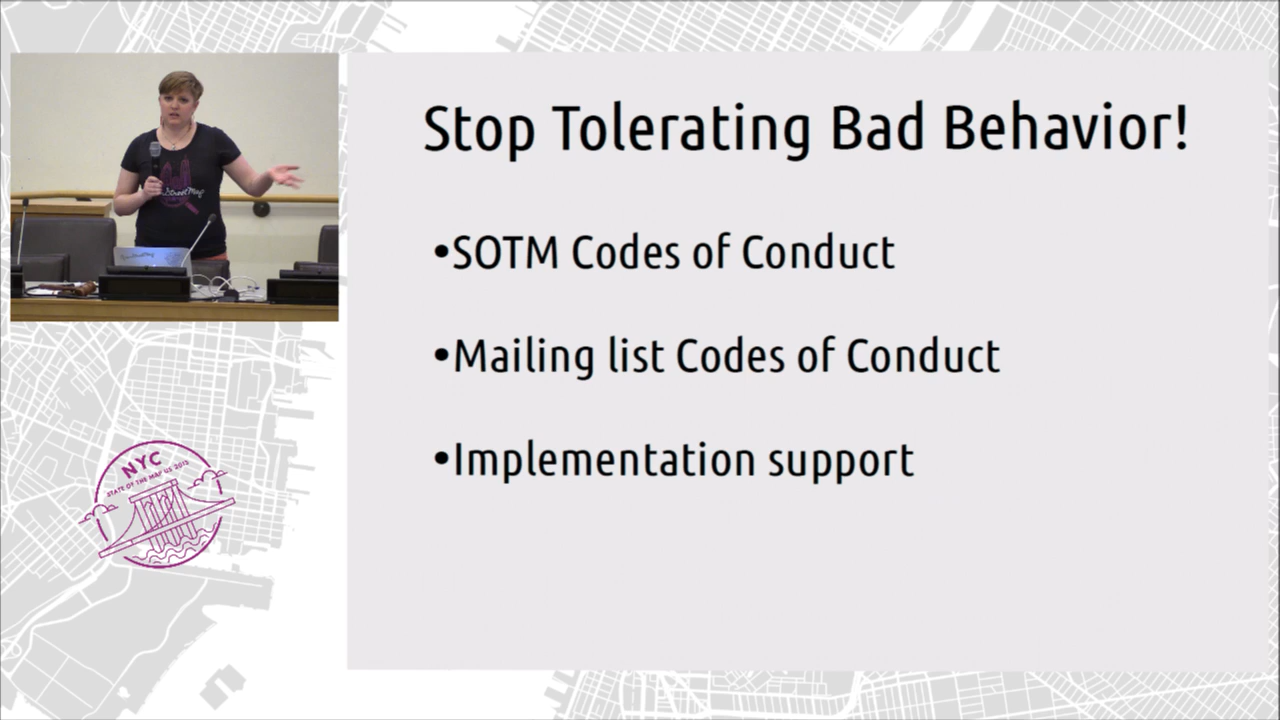 Stop Tolerating Bad Behavior!
•SOTM Codes of Conduct
•Mailing list Codes of Conduct
•Implementation support
NYC
STATE OF THE MAP US 2015